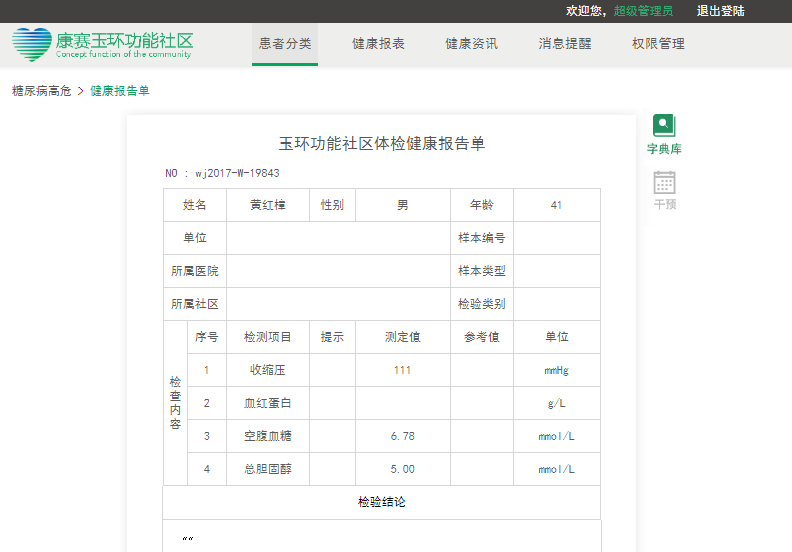 欢迎您，超级管理员 退出登陆
康赛玉环功能社区
Concept function of the community
患者分类 健康报表 健康资讯 消息提醒 权限管理
糖尿病高危 > 健康报告单
字典库
干预
玉环功能社区体检健康报告单
NO : wj2017-W-19843
姓名 黄红橦 性别 男 年龄 41
单位 样本编号
所属医院 样本类型
所属社区 检验类别
检查内容
序号 检测项目 提示 测定值 参考值 单位
1 收缩压 111 mmHg
2 血红蛋白 g/L
3 空腹血糖 6.78 mmol/L
4 总胆固醇 5.00 mmol/L
检验结论
""